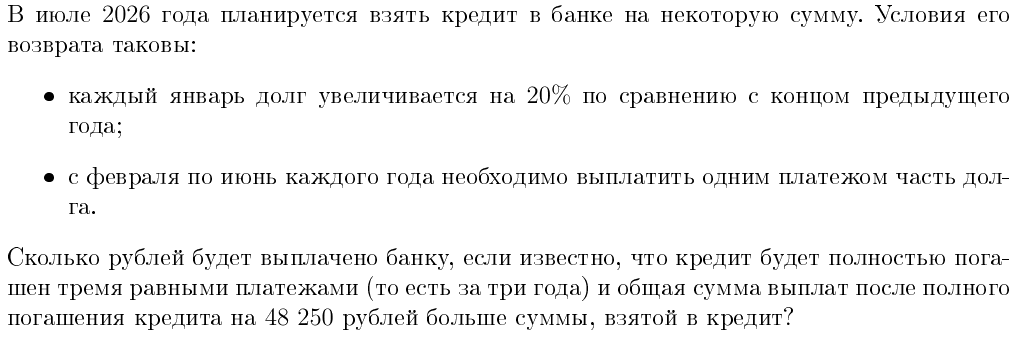 В июле 2026 года планируется взять кредит в банке на некоторую сумму. Условия его
возврата таковы:
• каждый январь долг увеличивается на 20% по сравнению с концом предыдущего
года;
• с февраля по июнь каждого года необходимо выплатить одним платежом часть дол-
га.
Сколько рублей будет выплачено банку, если известно, что кредит будет полностью пога-
шен тремя равными платежами (то есть за три года) и общая сумма выплат после полного
погашения кредита на 48 250 рублей больше суммы, взятой в кредит?